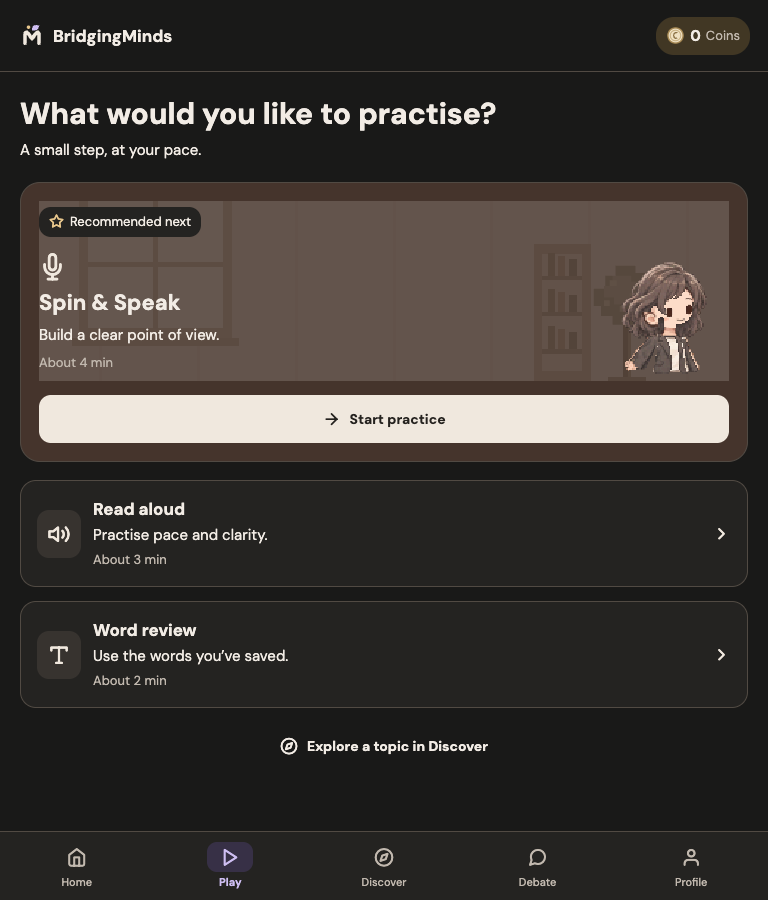 BridgingMinds
0 Coins
What would you like to practise?
A small step, at your pace.
Recommended next
Spin & Speak
Build a clear point of view.
About 4 min
Start practice
Read aloud
Practise pace and clarity.
About 3 min
Word review
Use the words you’ve saved.
About 2 min
Explore a topic in Discover
Home
Play
Discover
Debate
Profile